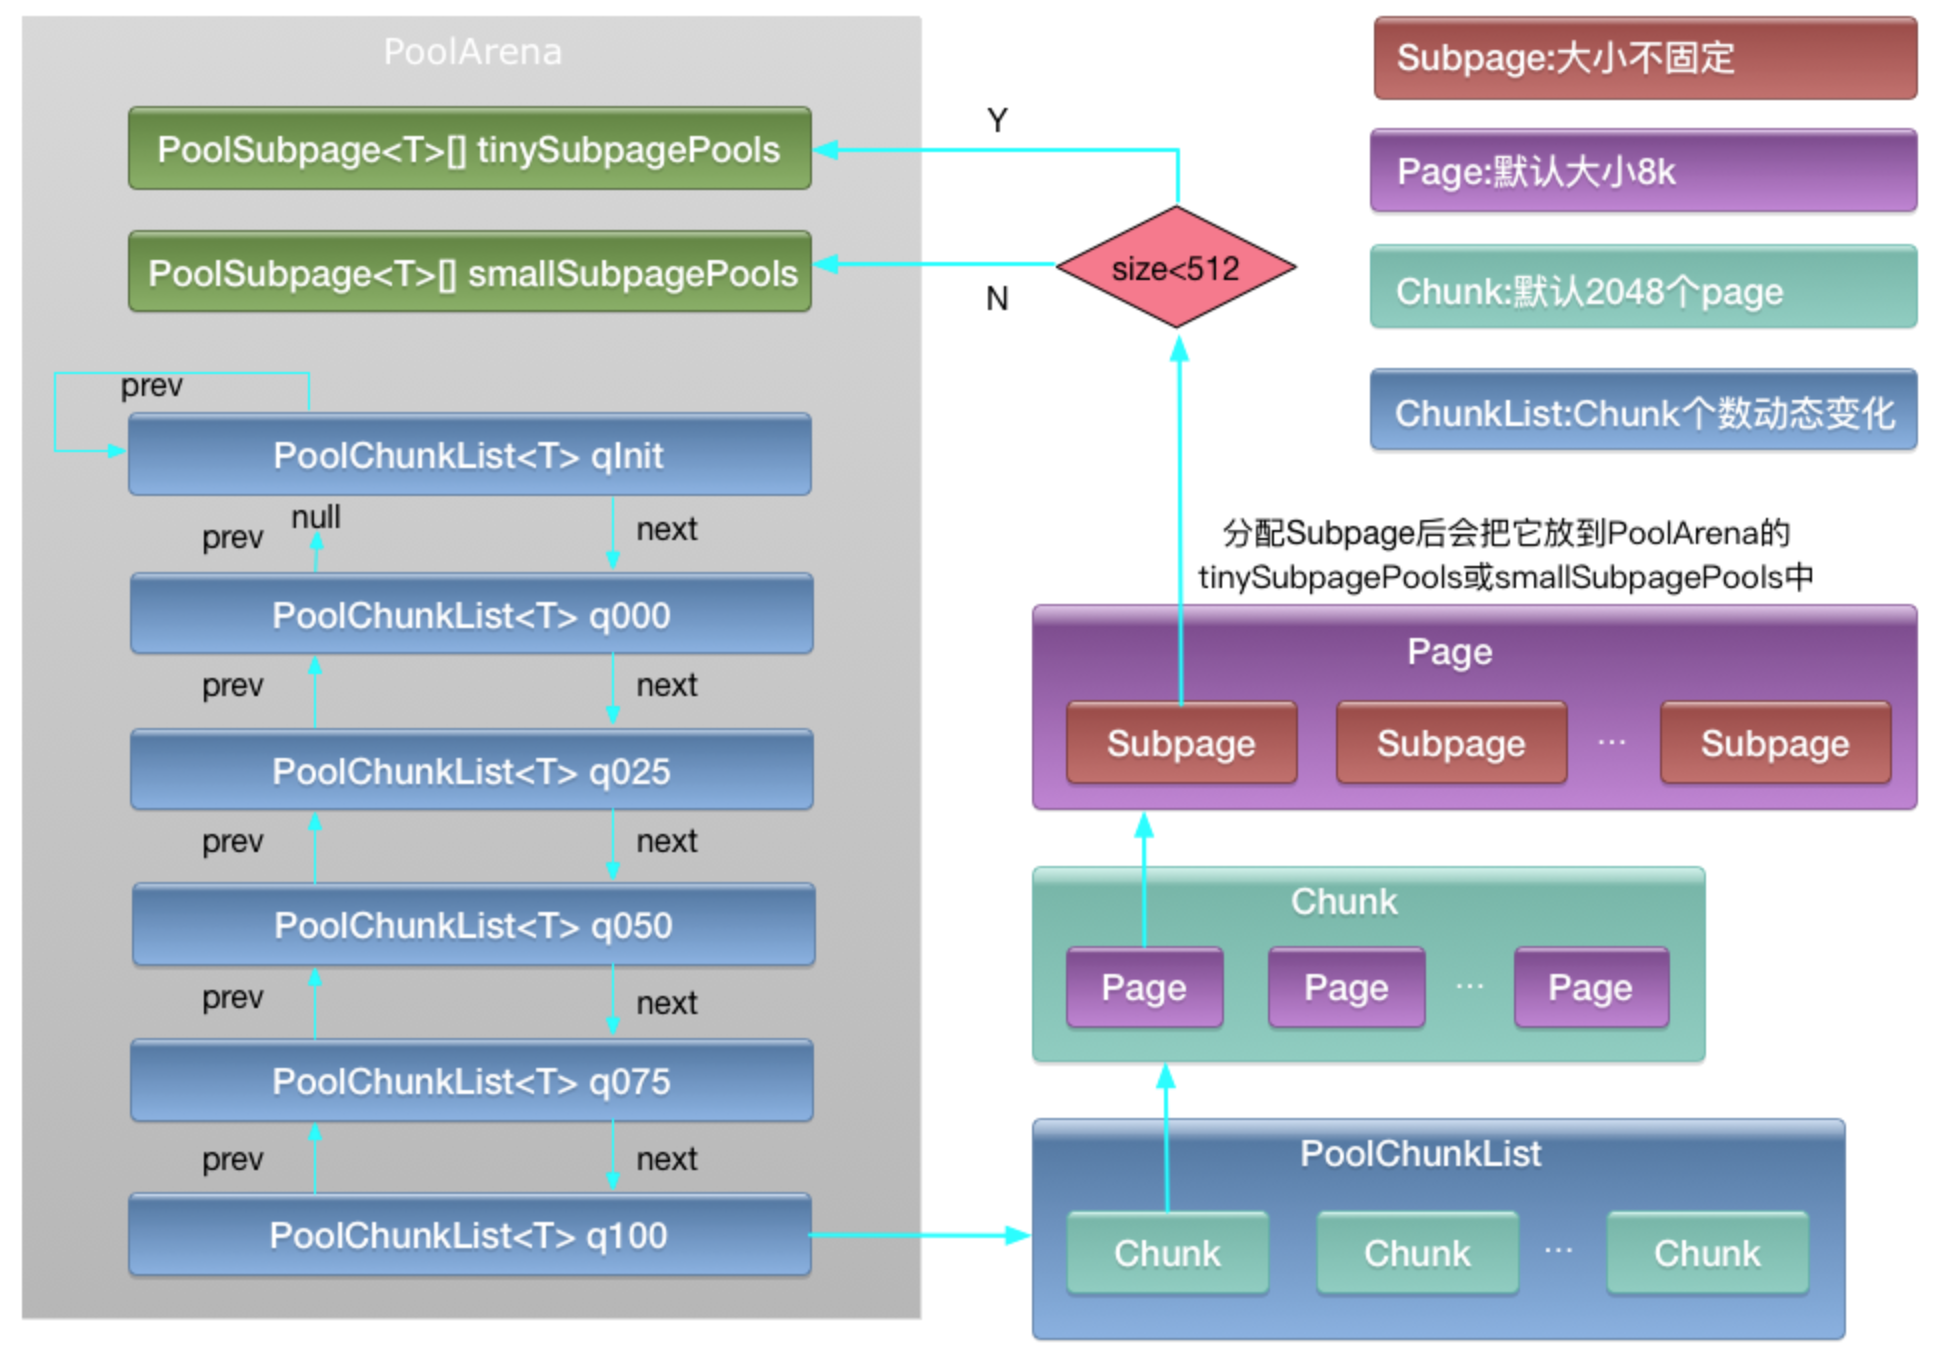 PoolArena
PoolSubpage<T>[] tinySubpagePools
PoolSubpage<T>[] smallSubpagePools
prev
PoolChunkList<T> qInit
prev
null
next
PoolChunkList<T> q000
prev
next
PoolChunkList<T> q025
prev
next
PoolChunkList<T> q050
prev
next
PoolChunkList<T> q075
prev
next
PoolChunkList<T> q100
Y
size<512
N
Subpage:大小不固定
Page:默认大小8k
Chunk:默认2048个page
ChunkList:Chunk个数动态变化
分配Subpage后会把它放到PoolArena的
tinySubpagePools或smallSubpagePools中
Page
Subpage
Subpage
...
Subpage
Chunk
Page
Page
...
Page
PoolChunkList
Chunk
Chunk
...
Chunk